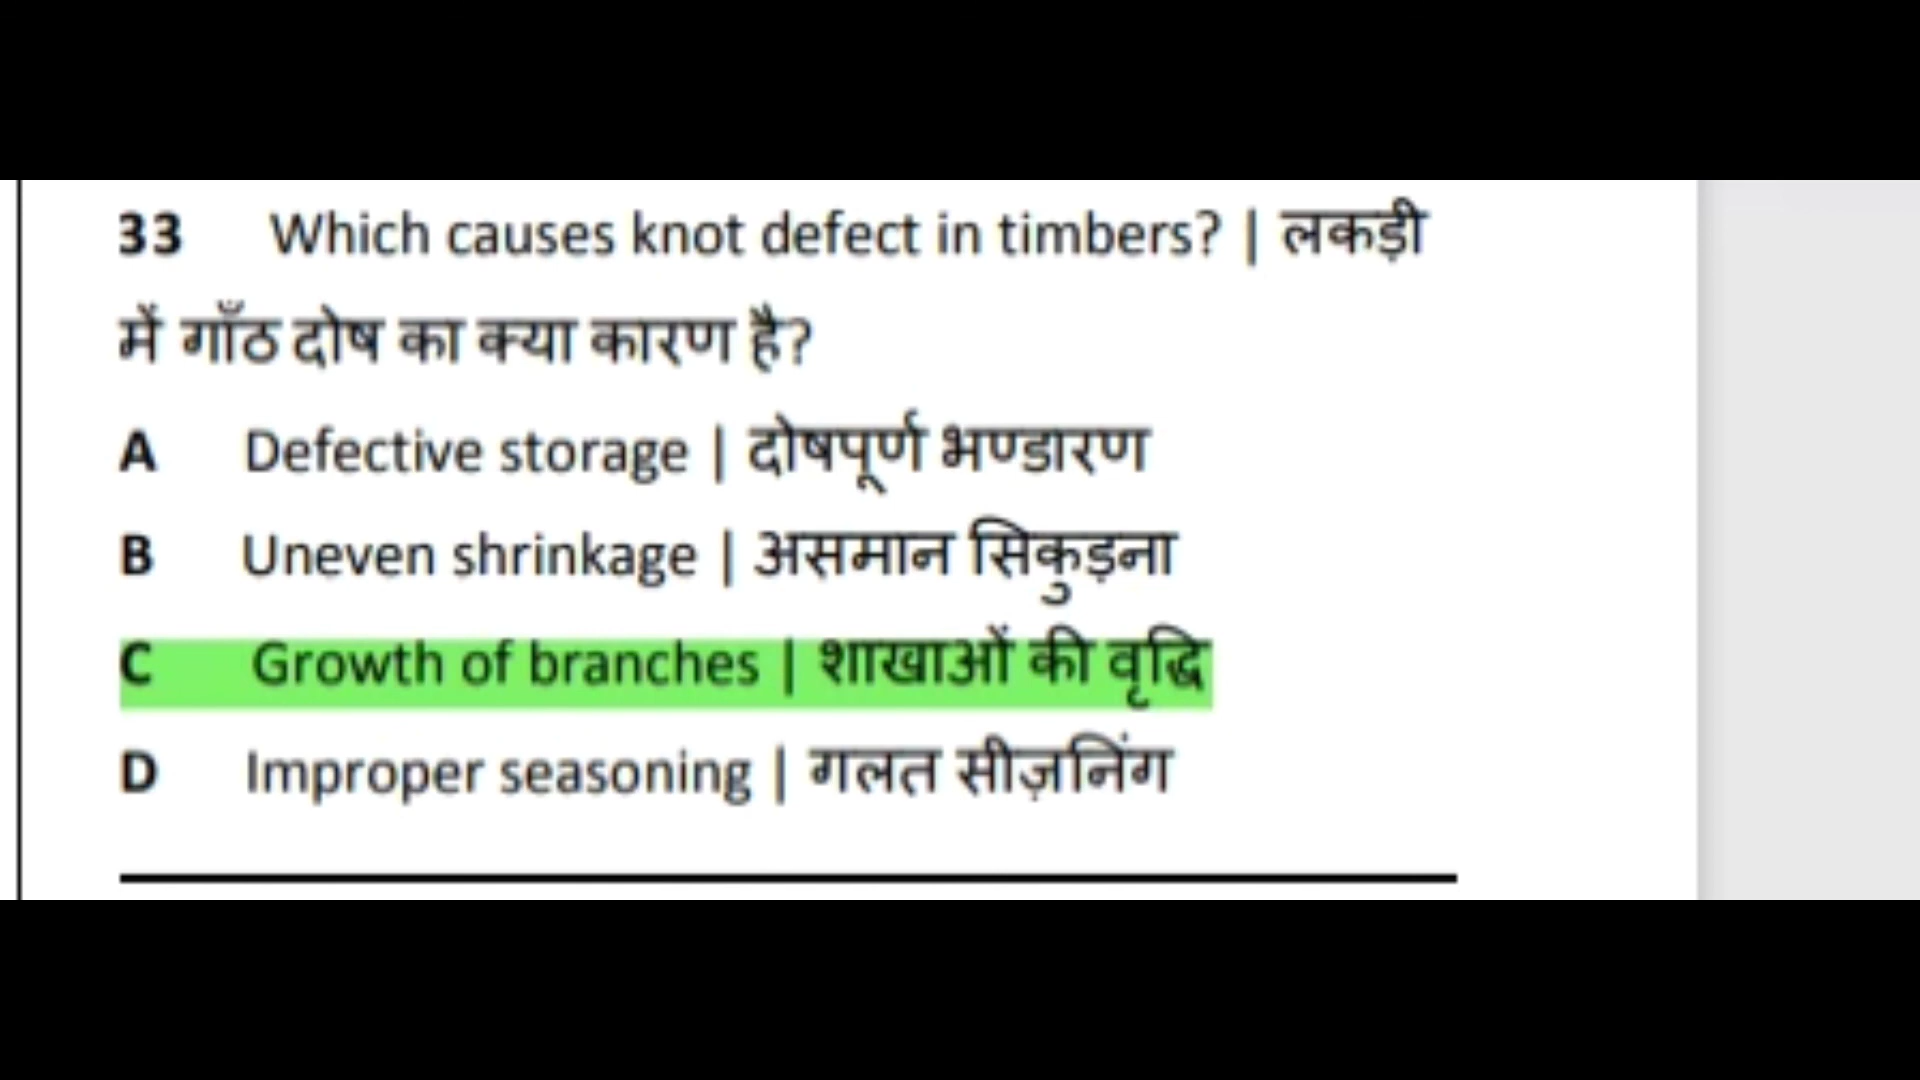 33 Which causes knot defect in timbers? | लकड़ी
में गाँठ दोष का क्या कारण है?
A Defective storage | दोषपूर्ण भण्डारण
B Uneven shrinkage | असमान सिकुड़ना
C Growth of branches | शाखाओं की वृद्धि
D Improper seasoning | गलत सीज़निंग